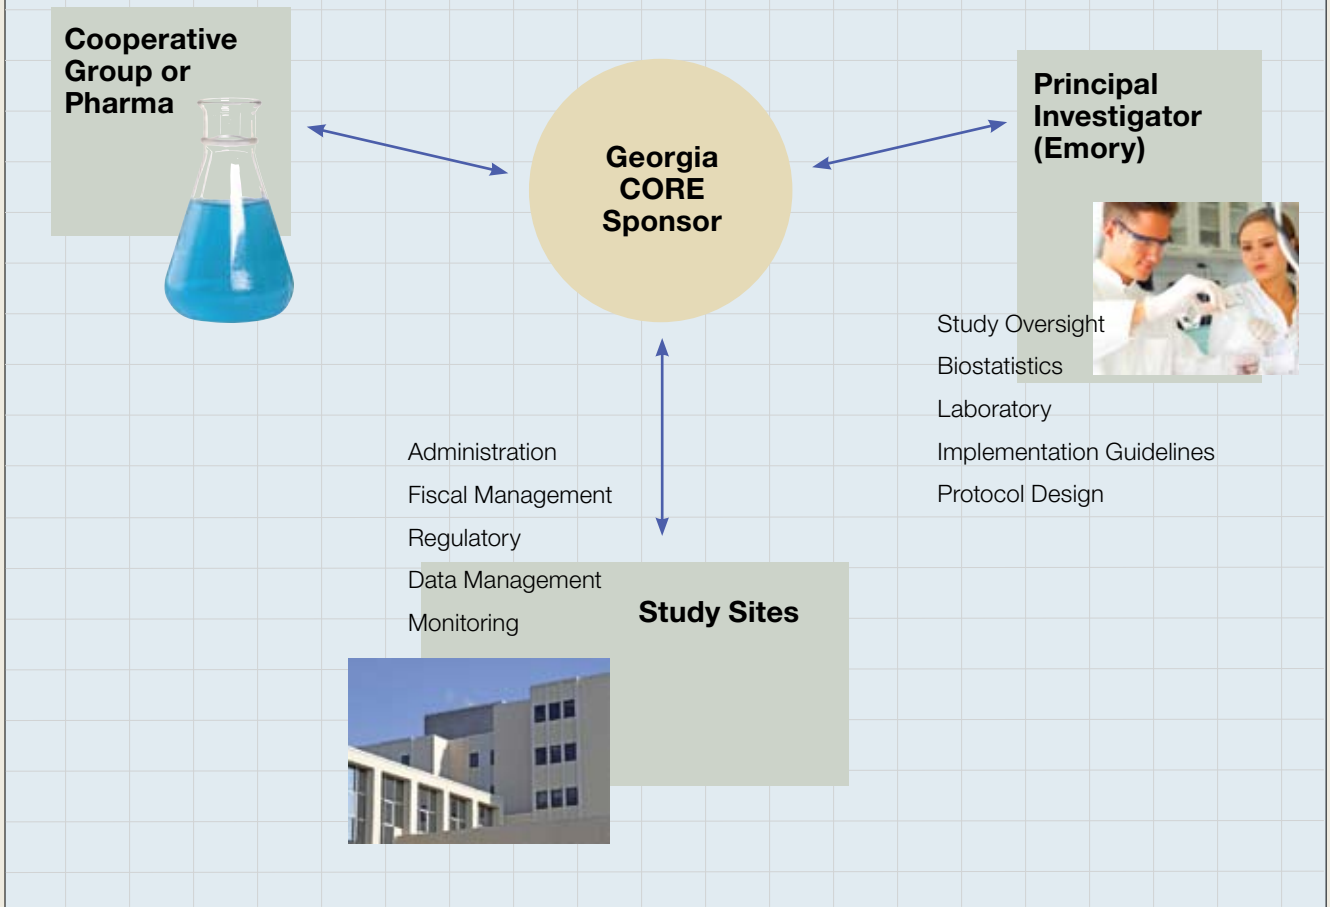 Cooperative
Group or
Pharma
Georgia
CORE
Sponsor
Principal
Investigator
(Emory)
Study Oversight
Biostatistics
Laboratory
Implementation Guidelines
Protocol Design
Administration
Fiscal Management
Regulatory
Data Management
Monitoring
Study Sites